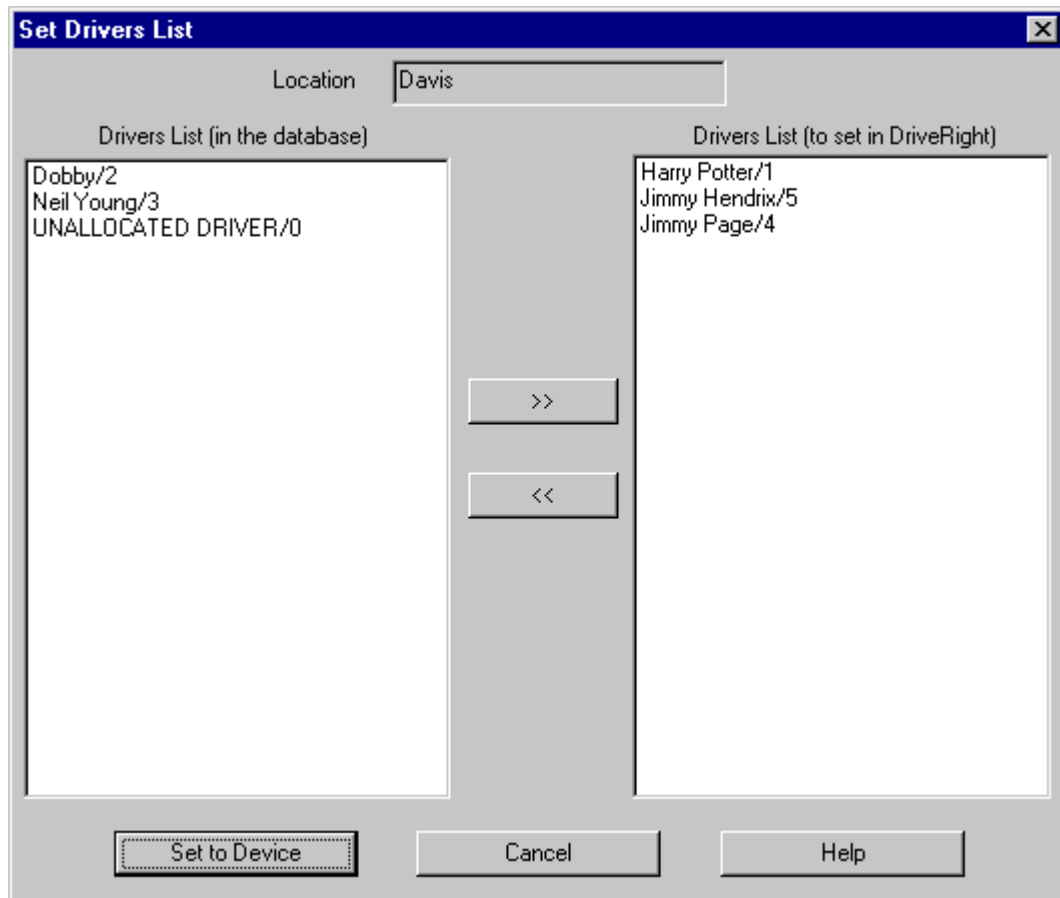 Set Drivers List
Location Davis
Drivers List (in the database)
Dobby/2
Neil Young/3
UNALLOCATED DRIVER/0
Drivers List (to set in DriveRight)
Harry Potter/1
Jimmy Hendrix/5
Jimmy Page/4
>>
<<
Set to Device
Cancel
Help